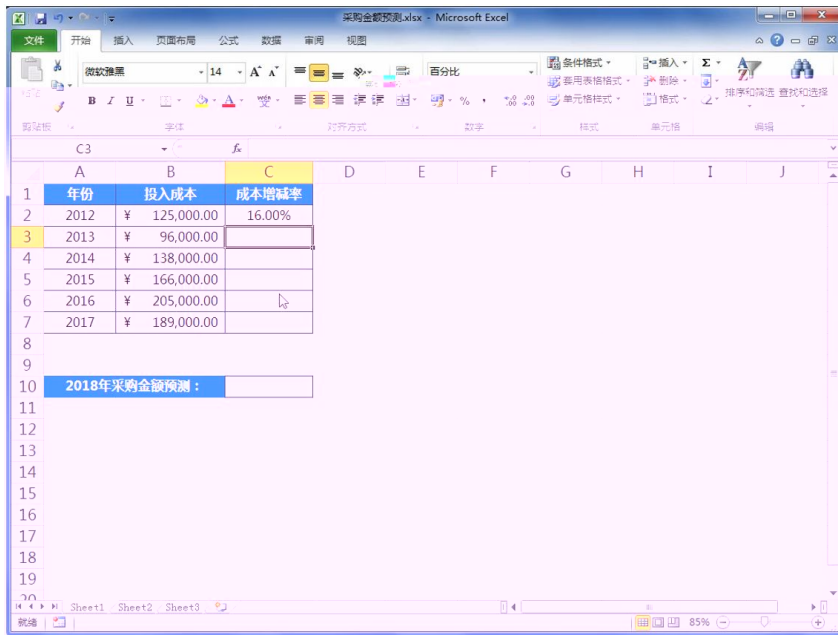 采购金额预测.xlsx - Microsoft Excel
文件 开始 插入 页面布局 公式 数据 审阅 视图
微软雅黑 14 A A 百分比 条件格式 插入 Σ
套用表格格式 删除 排序和筛选 查找和选择
B I U A wén % , .00 单元格样式 格式
剪贴板 字体 对齐方式 数字 样式 单元格 编辑
C3 fx
A B C D E F G H I J
1 年份 投入成本 成本增减率
2 2012 ¥ 125,000.00 16.00%
3 2013 ¥ 96,000.00
4 2014 ¥ 138,000.00
5 2015 ¥ 166,000.00
6 2016 ¥ 205,000.00
7 2017 ¥ 189,000.00
8
9
10 2018年采购金额预测：
11
12
13
14
15
16
17
18
19
20
Sheet1 Sheet2 Sheet3
就绪 85%